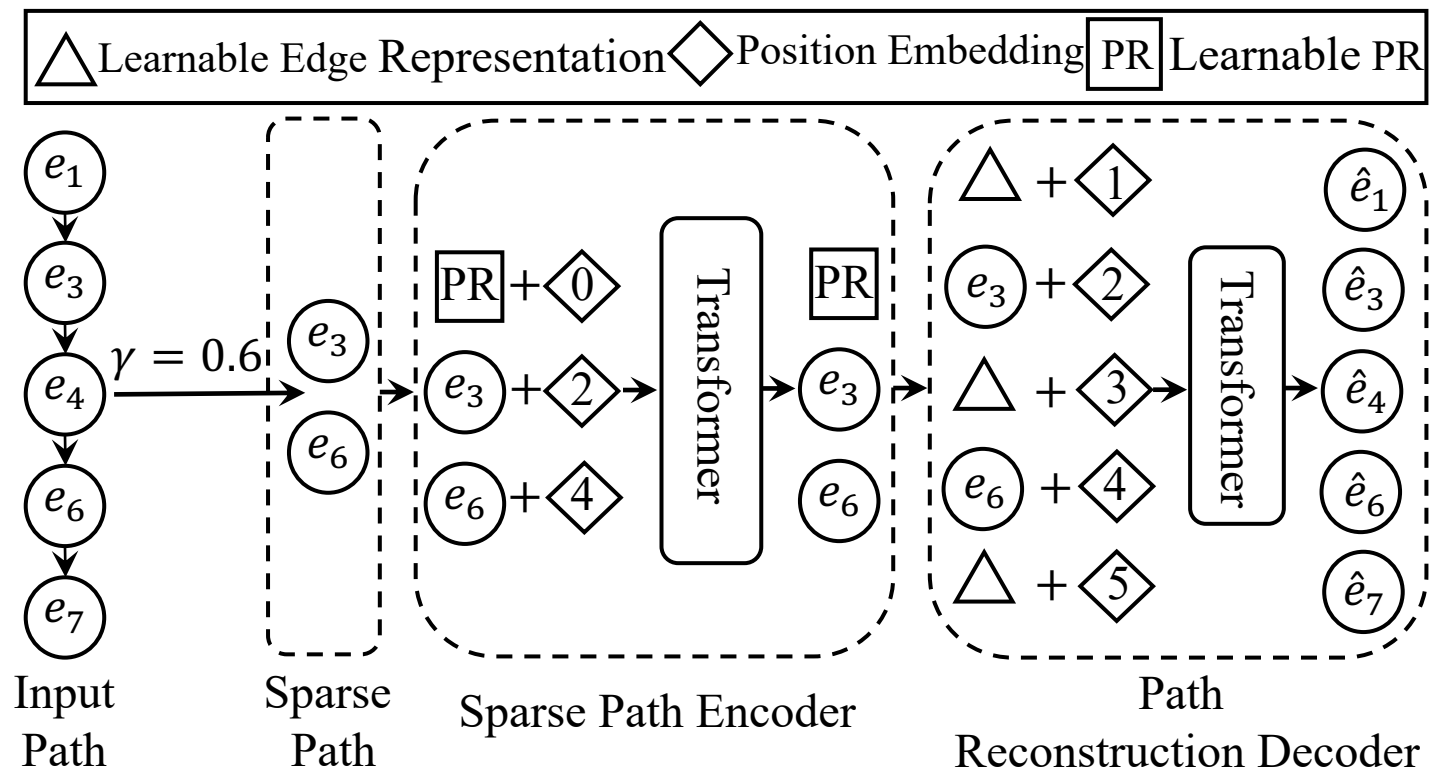 Learnable Edge Representation Position Embedding PR Learnable PR
e₁
e₃
e₄
e₆
e₇
γ = 0.6
e₃
e₆
PR + 0
e₃ + 2
e₆ + 4
Transformer
PR
e₃
e₆
+ 1
e₃ + 2
+ 3
e₆ + 4
+ 5
Transformer
ê₁
ê₃
ê₄
ê₆
ê₇
Input
Path
Sparse
Path
Sparse Path Encoder
Path
Reconstruction Decoder